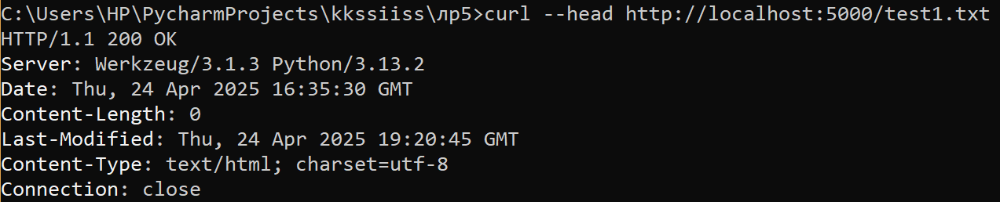 C:\Users\HP\PycharmProjects\kkssiiss\лр5>curl --head http://localhost:5000/test1.txt
HTTP/1.1 200 OK
Server: Werkzeug/3.1.3 Python/3.13.2
Date: Thu, 24 Apr 2025 16:35:30 GMT
Content-Length: 0
Last-Modified: Thu, 24 Apr 2025 19:20:45 GMT
Content-Type: text/html; charset=utf-8
Connection: close